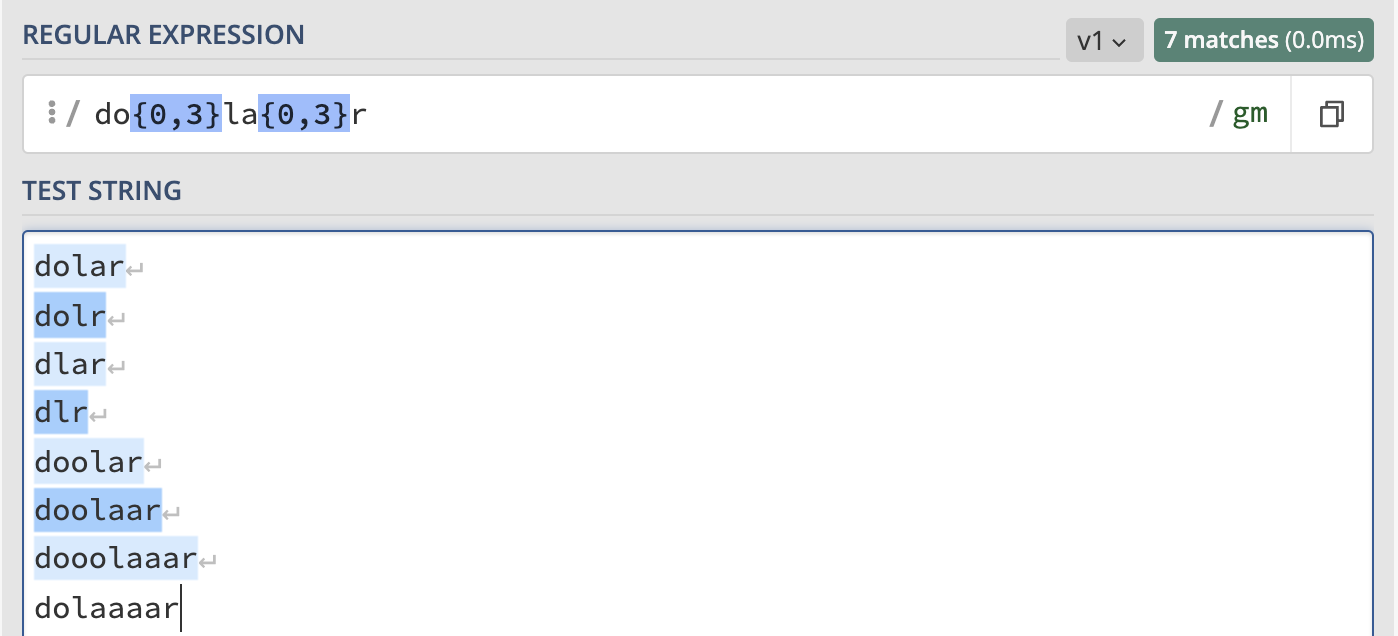 REGULAR EXPRESSION
v1
7 matches (0.0ms)
/ do{0,3}la{0,3}r / gm
TEST STRING
dolar
dolr
dlar
dlr
doolar
doolaar
dooolaaar
dolaaaar